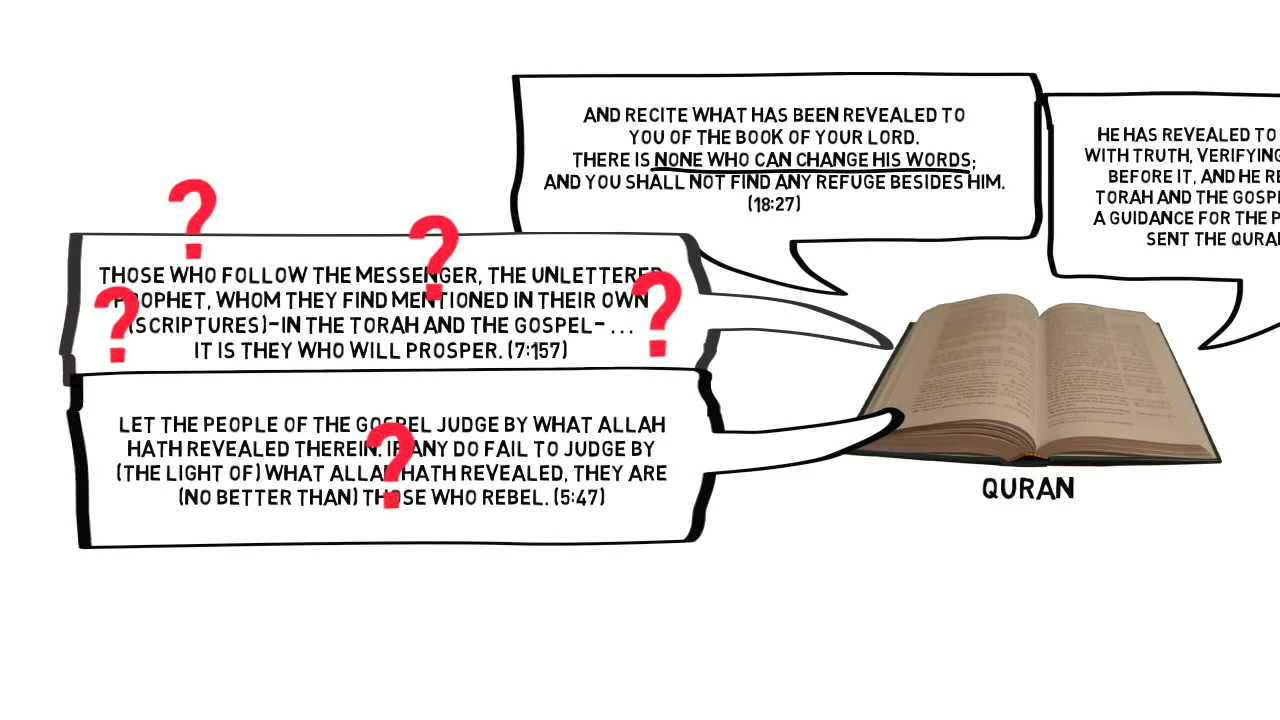 AND RECITE WHAT HAS BEEN REVEALED TO
YOU OF THE BOOK OF YOUR LORD.
THERE IS NONE WHO CAN CHANGE HIS WORDS;
AND YOU SHALL NOT FIND ANY REFUGE BESIDES HIM.
(18:27)
HE HAS REVEALED TO
WITH TRUTH, VERIFYING
BEFORE IT, AND HE RE
TORAH AND THE GOSP
A GUIDANCE FOR THE P
SENT THE QURA
THOSE WHO FOLLOW THE MESSENGER, THE UNLETTERED
PROPHET, WHOM THEY FIND MENTIONED IN THEIR OWN
(SCRIPTURES)-IN THE TORAH AND THE GOSPEL- ...
IT IS THEY WHO WILL PROSPER. (7:157)
LET THE PEOPLE OF THE GOSPEL JUDGE BY WHAT ALLAH
HATH REVEALED THEREIN. IF ANY DO FAIL TO JUDGE BY
(THE LIGHT OF) WHAT ALLAH HATH REVEALED, THEY ARE
(NO BETTER THAN) THOSE WHO REBEL. (5:47)
? ? ? ? ?
QURAN